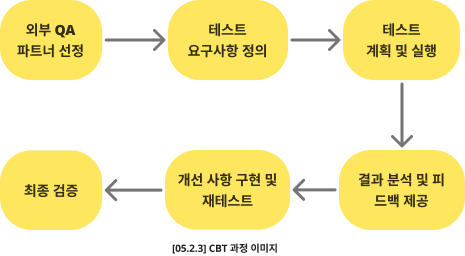 외부 QA
파트너 선정
테스트
요구사항 정의
테스트
계획 및 실행
결과 분석 및 피
드백 제공
개선 사항 구현 및
재테스트
최종 검증
[05.2.3] CBT 과정 이미지